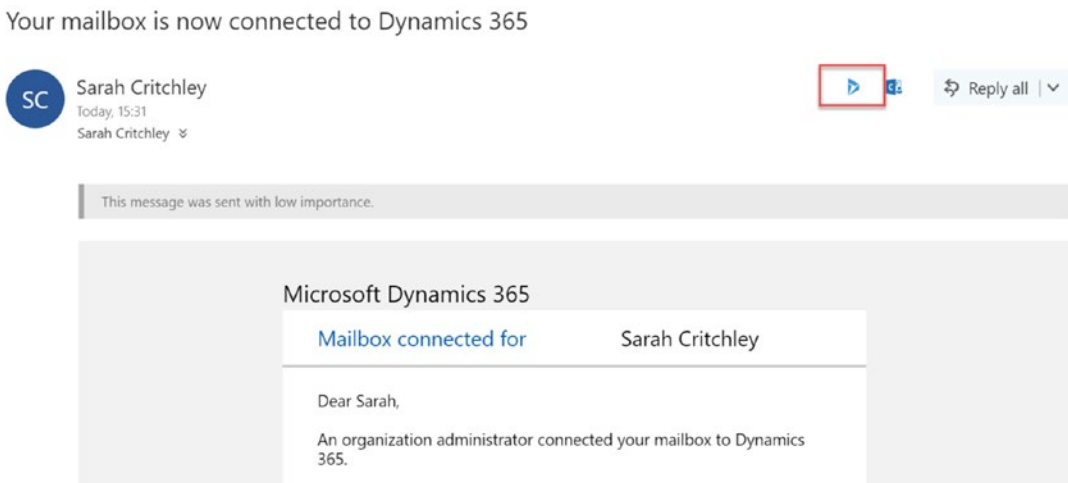 Your mailbox is now connected to Dynamics 365
SC
Sarah Critchley
Today, 15:31
Sarah Critchley
Reply all
This message was sent with low importance.
Microsoft Dynamics 365
Mailbox connected for Sarah Critchley
Dear Sarah,
An organization administrator connected your mailbox to Dynamics
365.